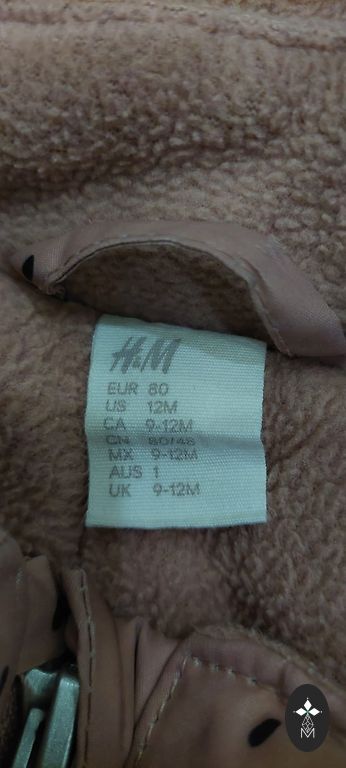 H&M
EUR 80
US 12M
CA 9-12M
CN 80/48
MX 9-12M
AUS 1
UK 9-12M
M